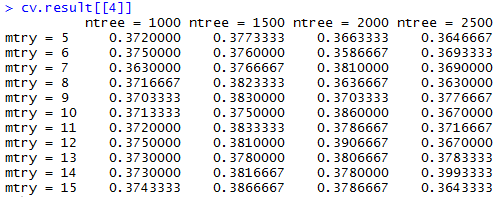 > cv.result[[4]]
ntree = 1000 ntree = 1500 ntree = 2000 ntree = 2500
mtry = 5 0.3720000 0.3773333 0.3663333 0.3646667
mtry = 6 0.3750000 0.3760000 0.3586667 0.3693333
mtry = 7 0.3630000 0.3766667 0.3810000 0.3690000
mtry = 8 0.3716667 0.3823333 0.3636667 0.3630000
mtry = 9 0.3703333 0.3830000 0.3703333 0.3776667
mtry = 10 0.3713333 0.3750000 0.3860000 0.3670000
mtry = 11 0.3720000 0.3833333 0.3786667 0.3716667
mtry = 12 0.3750000 0.3810000 0.3906667 0.3670000
mtry = 13 0.3730000 0.3780000 0.3806667 0.3783333
mtry = 14 0.3730000 0.3816667 0.3780000 0.3993333
mtry = 15 0.3743333 0.3866667 0.3786667 0.3643333